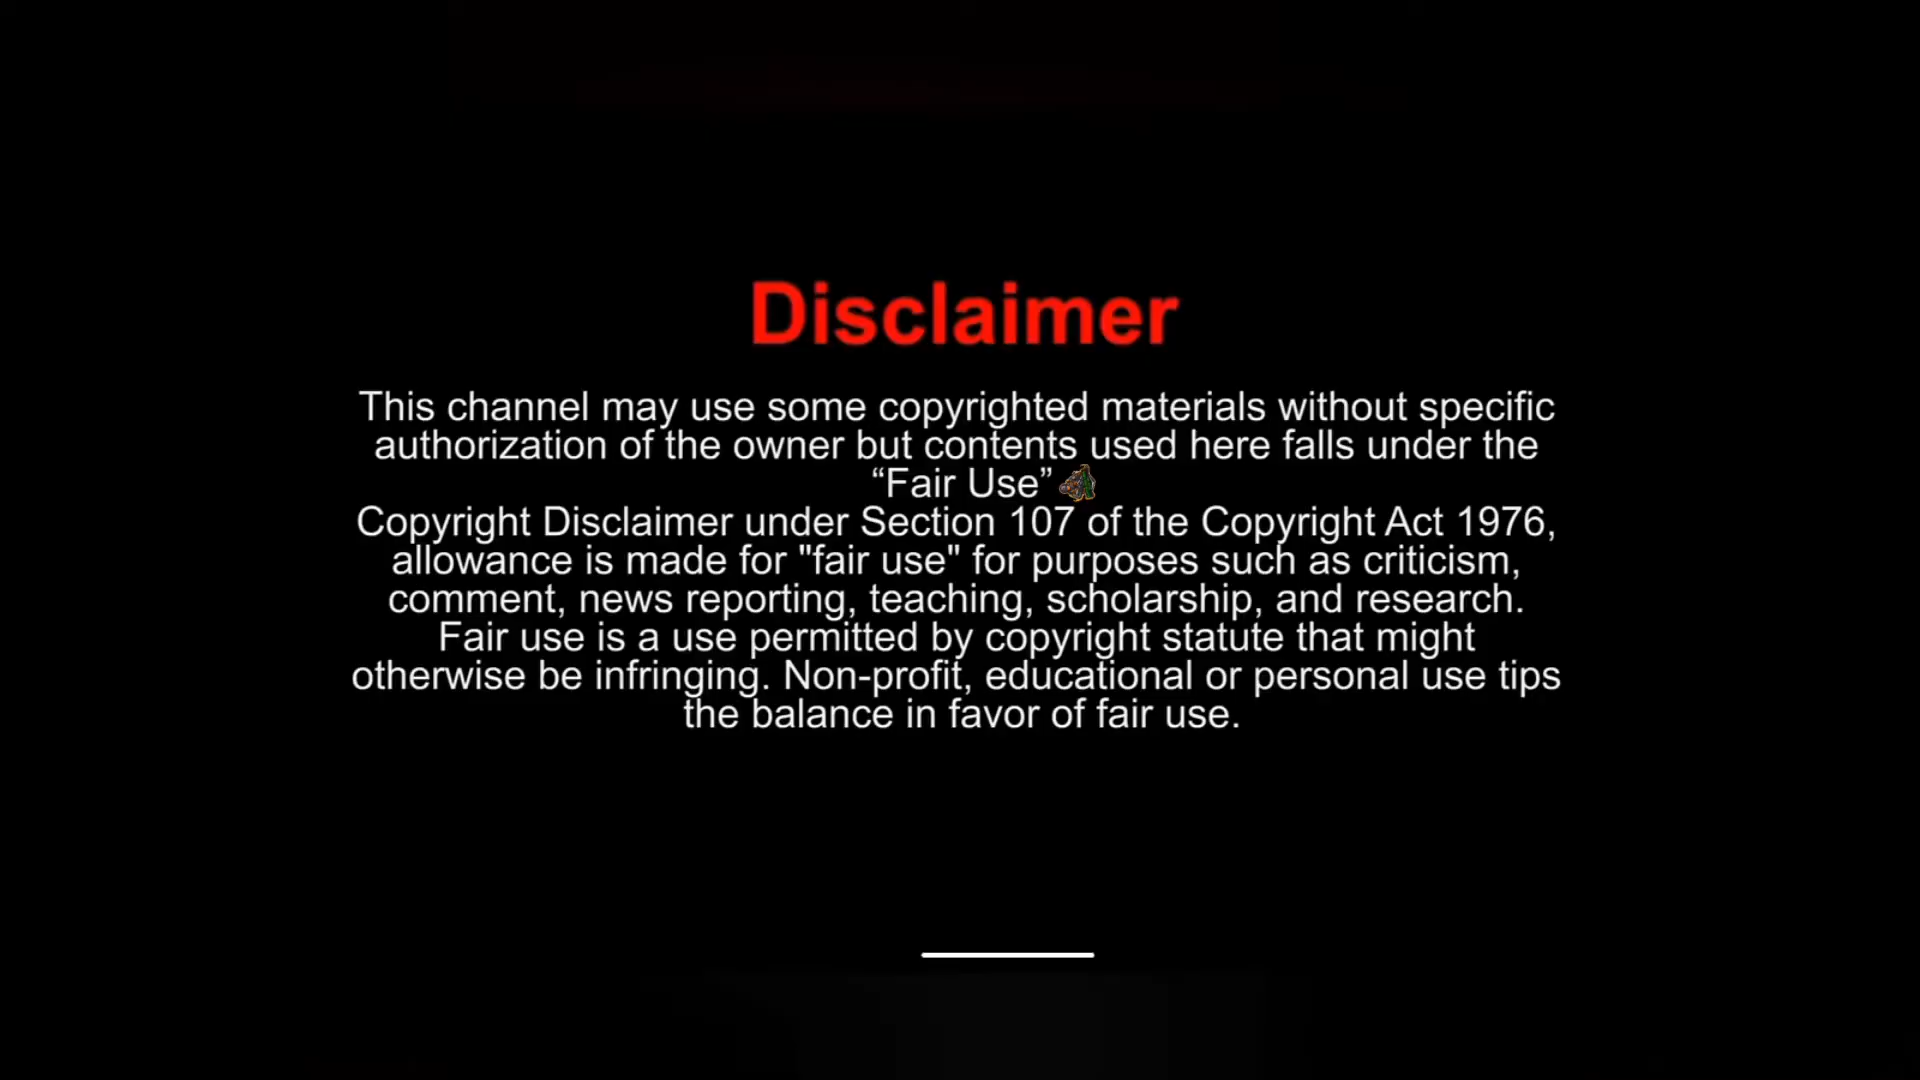 Disclaimer
This channel may use some copyrighted materials without specific
authorization of the owner but contents used here falls under the
“Fair Use”
Copyright Disclaimer under Section 107 of the Copyright Act 1976,
allowance is made for "fair use" for purposes such as criticism,
comment, news reporting, teaching, scholarship, and research.
Fair use is a use permitted by copyright statute that might
otherwise be infringing. Non-profit, educational or personal use tips
the balance in favor of fair use.